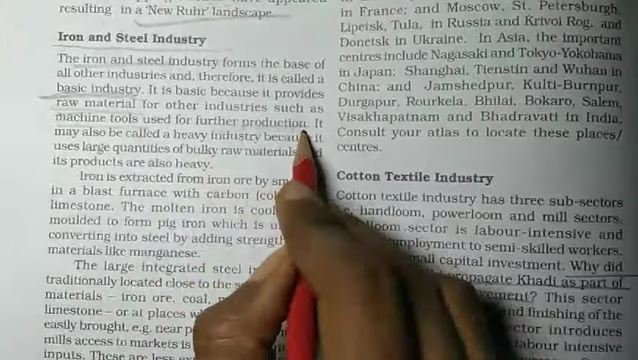 resulting in a 'New Ruhr' landscape.
Iron and Steel Industry
The iron and steel industry forms the base of
all other industries and, therefore, it is called a
basic industry. It is basic because it provides
raw material for other industries such as
machine tools used for further production. It
may also be called a heavy industry because it
uses large quantities of bulky raw materials
its products are also heavy.
Iron is extracted from iron ore by
in a blast furnace with carbon
limestone. The molten iron is
moulded to form pig iron which is
converting into steel by adding
materials like manganese.
The large integrated steel
traditionally located close to the
materials – iron ore, coal,
limestone – or at places
easily brought, e.g. near
mills access to markets is
inputs. These are less
in France; and Moscow, St. Petersburgh,
Lipetsk, Tula, in Russia and Krivoi Rog, and
Donetsk in Ukraine. In Asia, the important
centres include Nagasaki and Tokyo-Yokohama
in Japan; Shanghai, Tienstin and Wuhan in
China; and Jamshedpur, Kulti-Burnpur,
Durgapur, Rourkela, Bhilai, Bokaro, Salem,
Visakhapatnam and Bhadravati in India.
Consult your atlas to locate these places/
centres.
Cotton Textile Industry
Cotton textile industry has three sub-sectors
handloom, powerloom and mill sectors.
sector is labour-intensive and
employment to semi-skilled workers.
capital investment. Why did
propagate Khadi as part of
This sector
and finishing of the
sector introduces
labour intensive